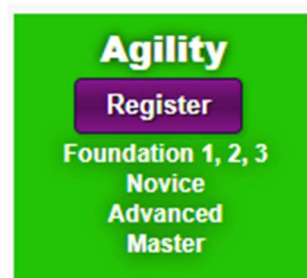 Agility
Register
Foundation 1, 2, 3
Novice
Advanced
Master